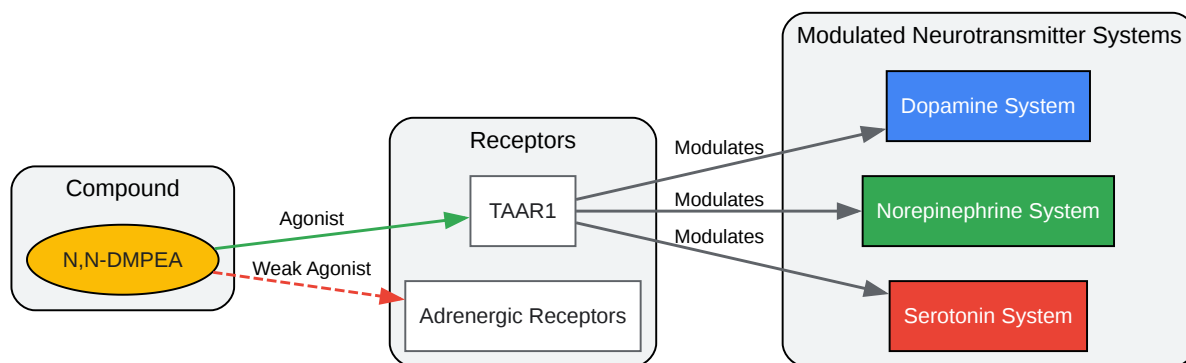 Compound
N,N-DMPEA
Agonist
Weak Agonist
Receptors
TAAR1
Adrenergic Receptors
Modulates
Modulates
Modulates
Modulated Neurotransmitter Systems
Dopamine System
Norepinephrine System
Serotonin System